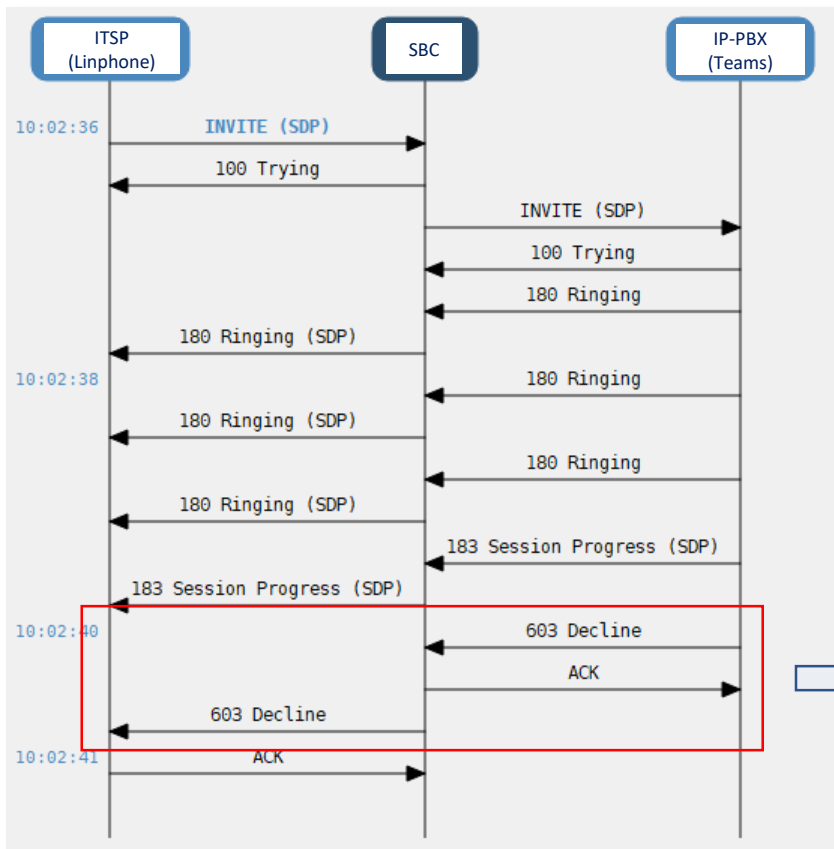 ITSP
(Linphone)
SBC
IP-PBX
(Teams)
10:02:36
INVITE (SDP)
100 Trying
INVITE (SDP)
100 Trying
180 Ringing
180 Ringing (SDP)
10:02:38
180 Ringing
180 Ringing (SDP)
180 Ringing
180 Ringing (SDP)
183 Session Progress (SDP)
183 Session Progress (SDP)
10:02:40
603 Decline
ACK
603 Decline
10:02:41
ACK